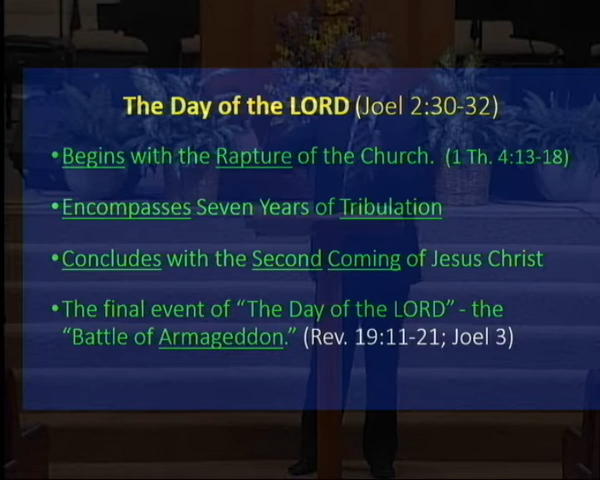 The Day of the LORD (Joel 2:30-32)
•Begins with the Rapture of the Church. (1 Th. 4:13-18)
•Encompasses Seven Years of Tribulation
•Concludes with the Second Coming of Jesus Christ
•The final event of “The Day of the LORD” - the
“Battle of Armageddon.” (Rev. 19:11-21; Joel 3)